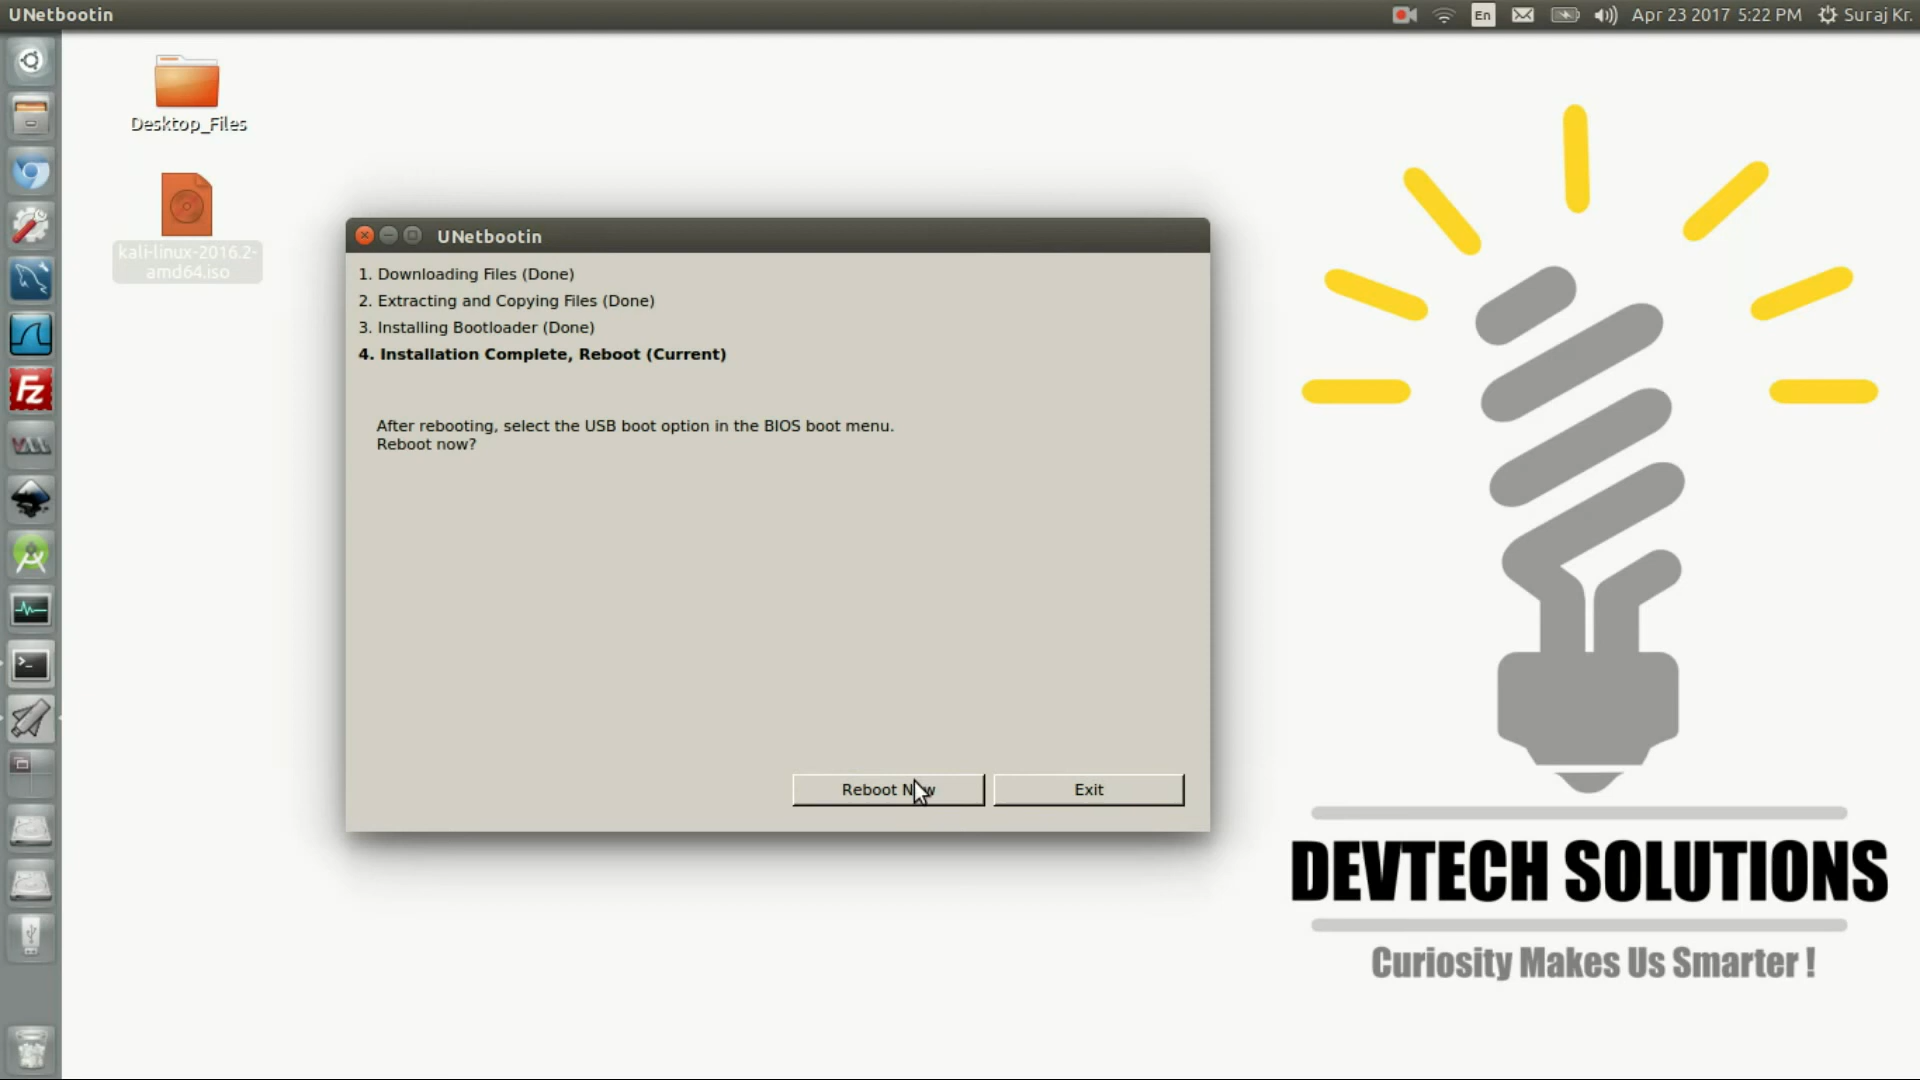 UNetbootin
En
Apr 23 2017 5:22 PM
Suraj Kr.
Desktop_Files
kali-linux-2016.2-
amd64.iso
UNetbootin
1. Downloading Files (Done)
2. Extracting and Copying Files (Done)
3. Installing Bootloader (Done)
4. Installation Complete, Reboot (Current)
After rebooting, select the USB boot option in the BIOS boot menu.
Reboot now?
Reboot Now
Exit
Fz
>_
DEVTECH SOLUTIONS
Curiosity Makes Us Smarter !